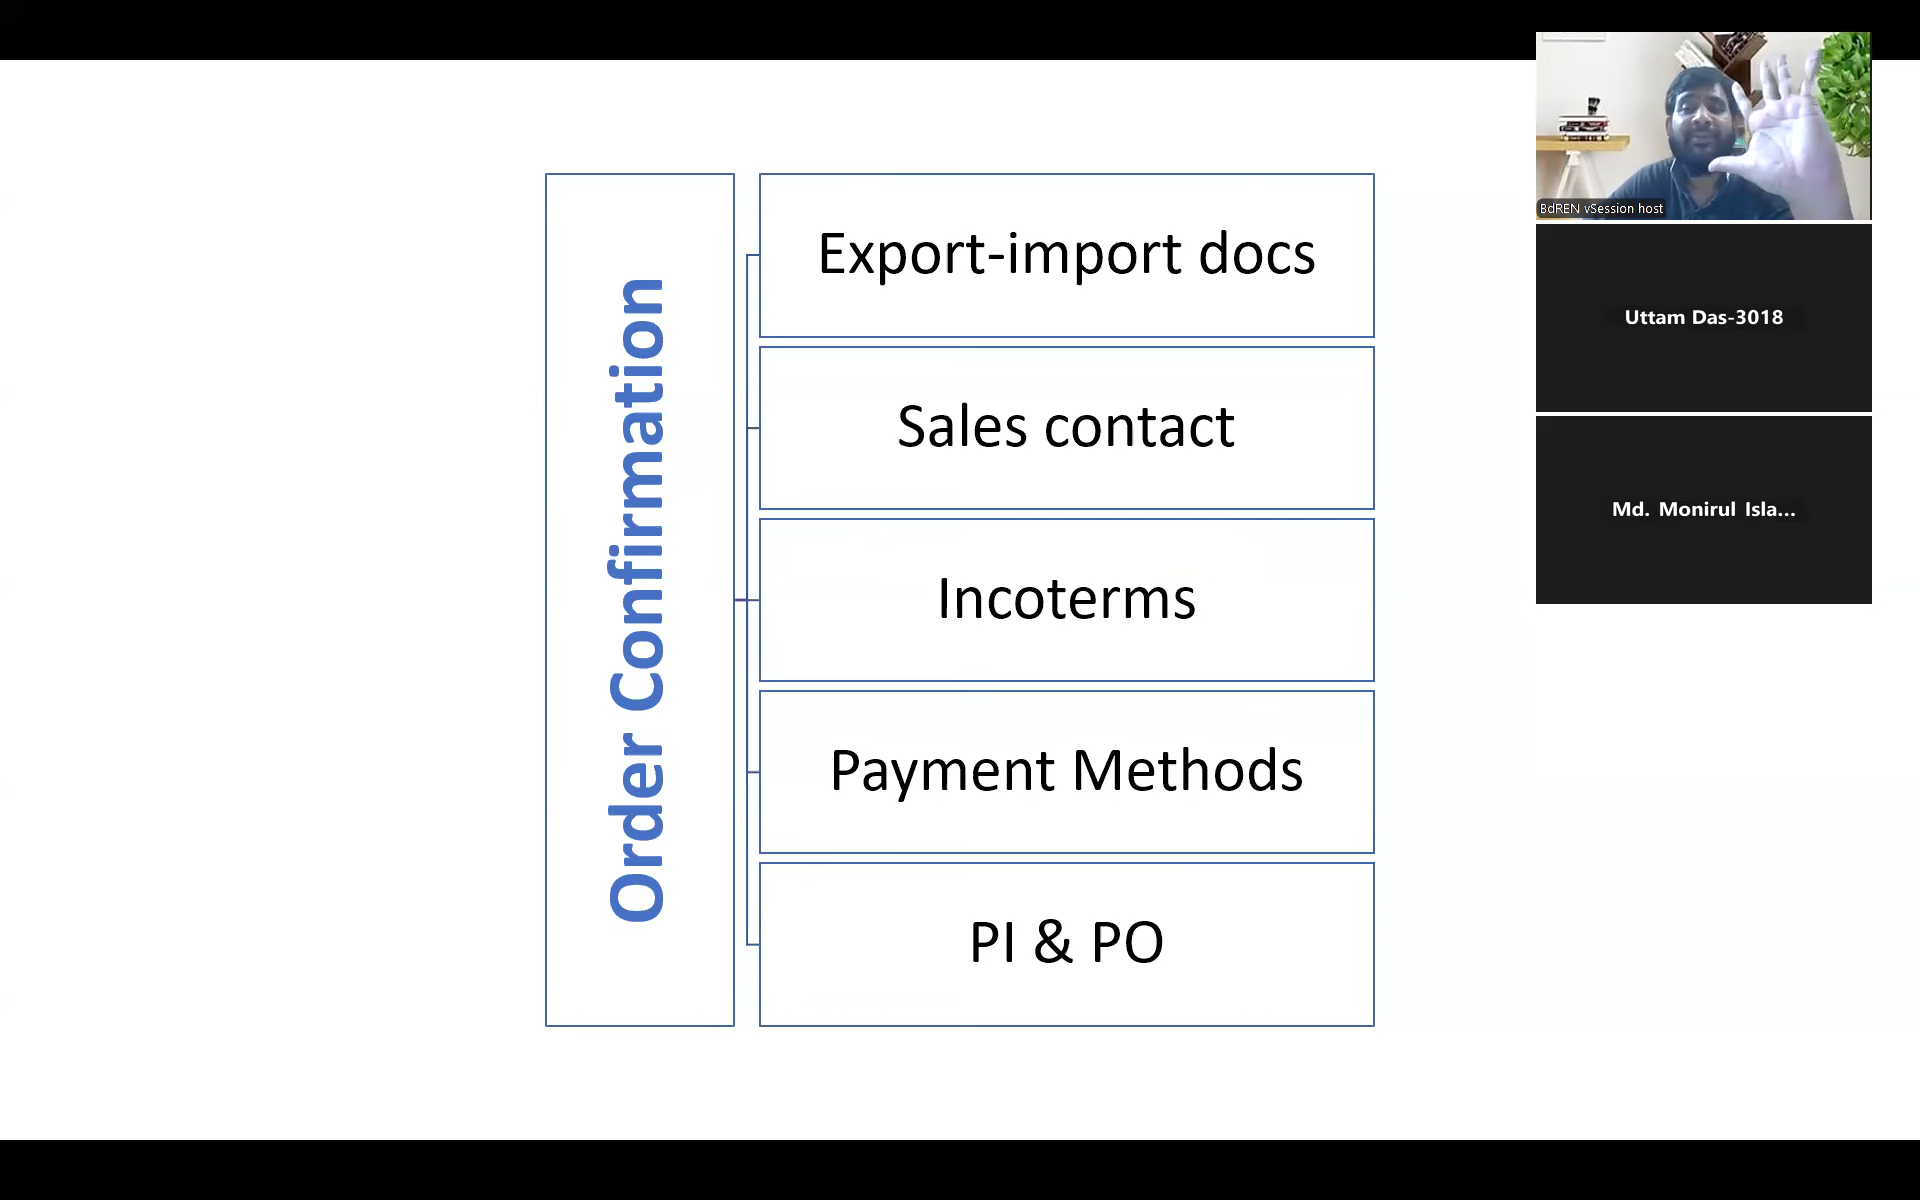 Order Confirmation
Export-import docs
Sales contact
Incoterms
Payment Methods
PI & PO
BdREN vSession host
Uttam Das-3018
Md. Monirul Isla...